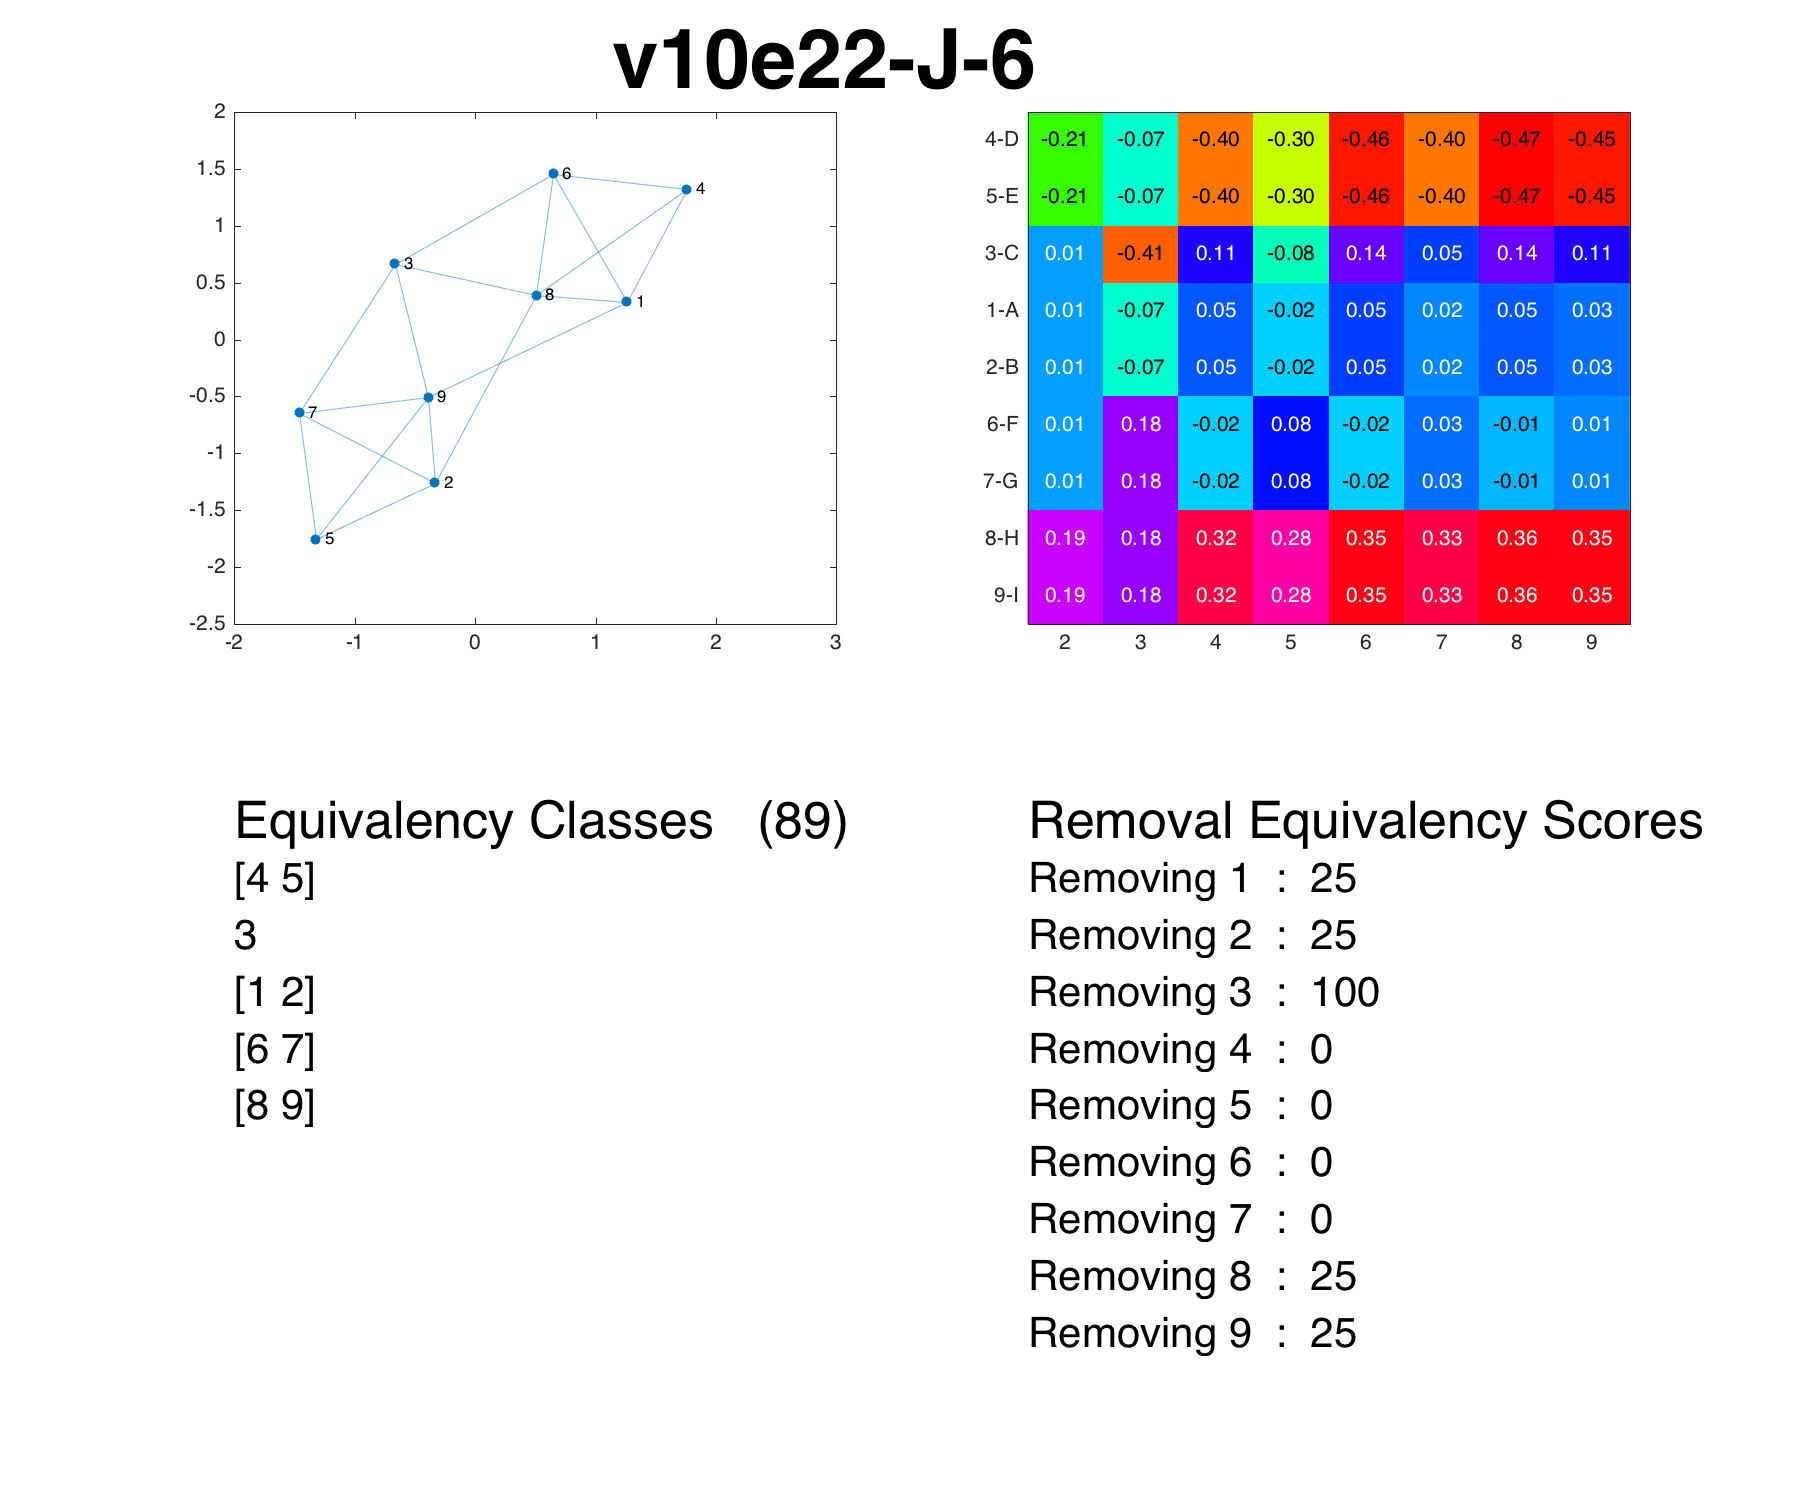 v10e22-J-6
2
1.5
1
0.5
0
-0.5
-1
-1.5
-2
-2.5
-2 -1 0 1 2 3
6
4
3
8
1
9
7
2
5
4-D -0.21 -0.07 -0.40 -0.30 -0.46 -0.40 -0.47 -0.45
5-E -0.21 -0.07 -0.40 -0.30 -0.46 -0.40 -0.47 -0.45
3-C 0.01 -0.41 0.11 -0.08 0.14 0.05 0.14 0.11
1-A 0.01 -0.07 0.05 -0.02 0.05 0.02 0.05 0.03
2-B 0.01 -0.07 0.05 -0.02 0.05 0.02 0.05 0.03
6-F 0.01 0.18 -0.02 0.08 -0.02 0.03 -0.01 0.01
7-G 0.01 0.18 -0.02 0.08 -0.02 0.03 -0.01 0.01
8-H 0.19 0.18 0.32 0.28 0.35 0.33 0.36 0.35
9-I 0.19 0.18 0.32 0.28 0.35 0.33 0.36 0.35
2 3 4 5 6 7 8 9
Equivalency Classes (89)
[4 5]
3
[1 2]
[6 7]
[8 9]
Removal Equivalency Scores
Removing 1 : 25
Removing 2 : 25
Removing 3 : 100
Removing 4 : 0
Removing 5 : 0
Removing 6 : 0
Removing 7 : 0
Removing 8 : 25
Removing 9 : 25